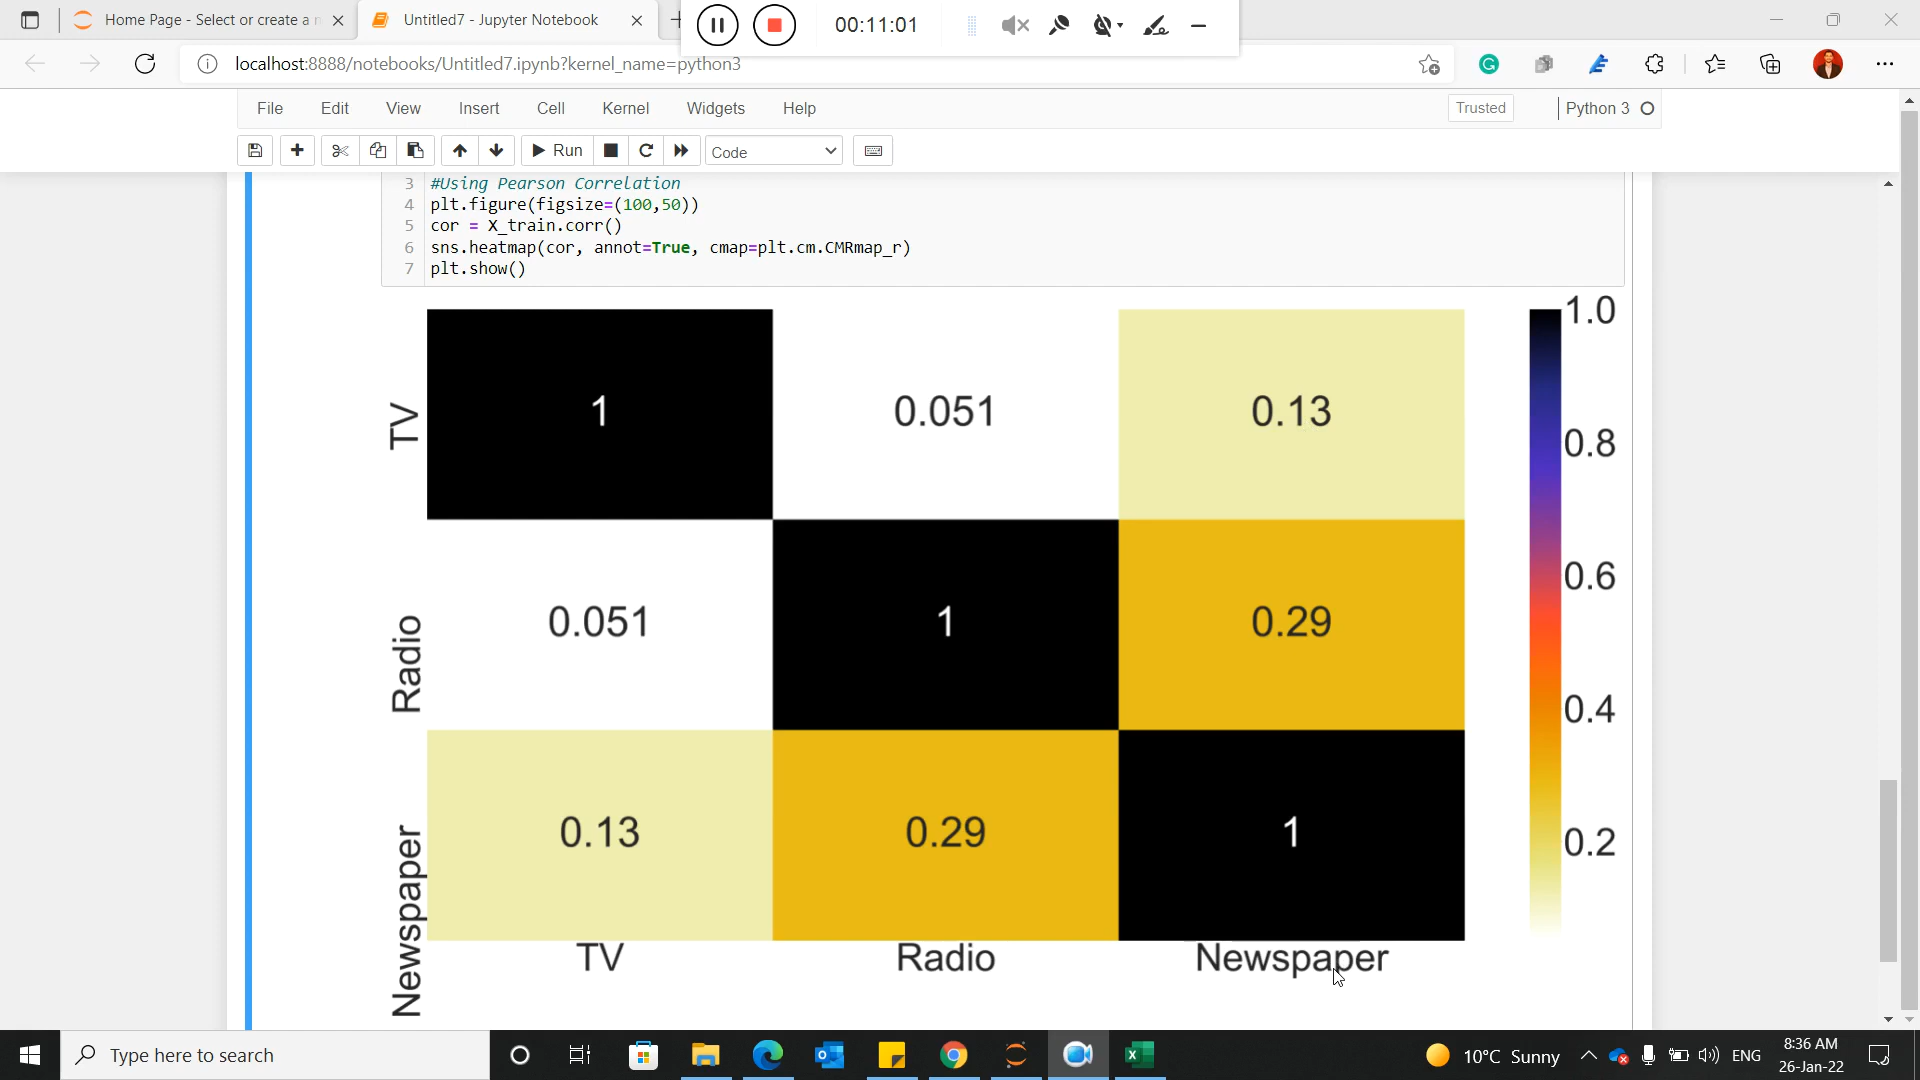 Home Page - Select or create a n
Untitled7 - Jupyter Notebook
00:11:01
localhost:8888/notebooks/Untitled7.ipynb?kernel_name=python3
File Edit View Insert Cell Kernel Widgets Help
Trusted
Python 3
Run
Code
3 #Using Pearson Correlation
4 plt.figure(figsize=(100,50))
5 cor = X_train.corr()
6 sns.heatmap(cor, annot=True, cmap=plt.cm.CMRmap_r)
7 plt.show()
1.0
TV
1 0.051 0.13
0.8
0.6
Radio
0.051 1 0.29
0.4
Newspaper
0.13 0.29 1
0.2
TV Radio Newspaper
Type here to search
10°C Sunny
ENG
8:36 AM
26-Jan-22